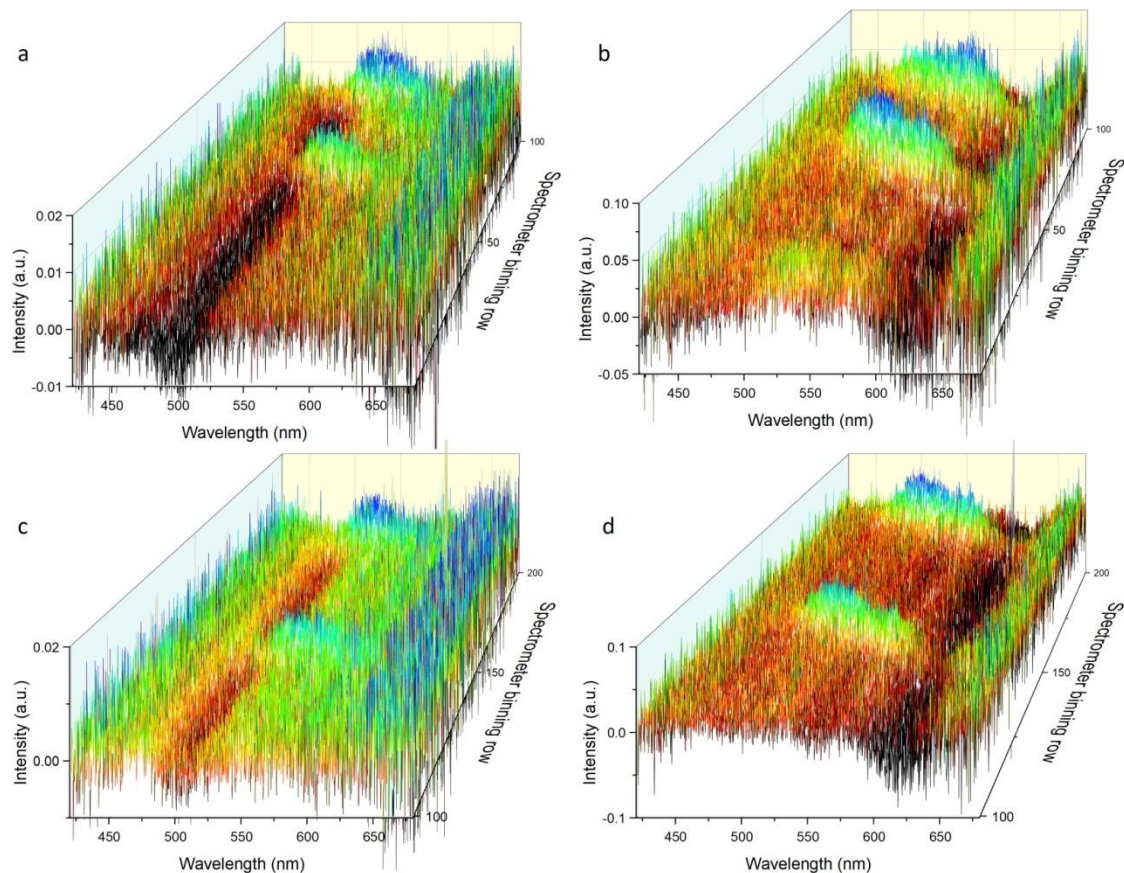 a
0.02
0.01
0.00
-0.01
Intensity (a.u.)
450 500 550 600 650
Wavelength (nm)
50
100
Spectrometer binning row
b
0.10
0.05
0.00
-0.05
Intensity (a.u.)
450 500 550 600 650
Wavelength (nm)
50
100
Spectrometer binning row
c
0.02
0.00
Intensity (a.u.)
450 500 550 600 650
Wavelength (nm)
100
150
200
Spectrometer binning row
d
0.1
0.0
-0.1
Intensity (a.u.)
450 500 550 600 650
Wavelength (nm)
100
150
200
Spectrometer binning row